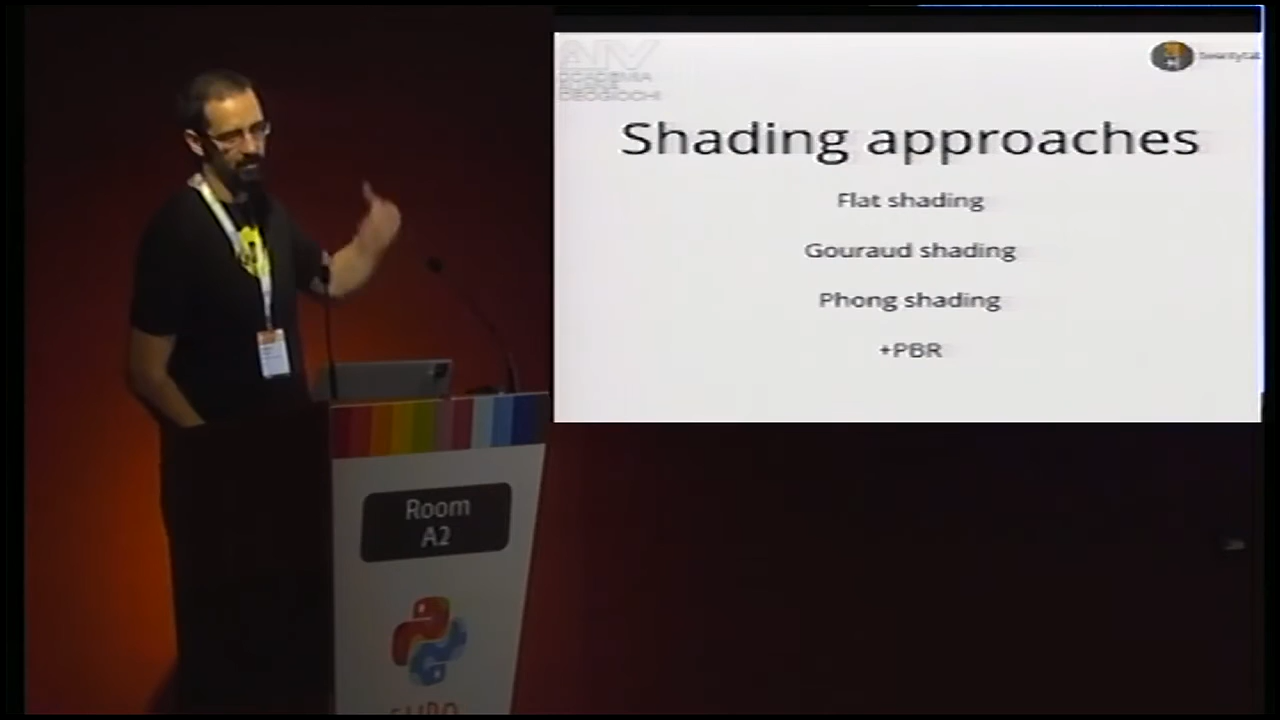 Shading approaches
Flat shading
Gouraud shading
Phong shading
+PBR
Room
A2